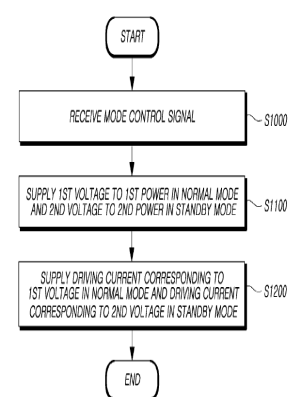 START
RECEIVE MODE CONTROL SIGNAL
S1000
SUPPLY 1ST VOLTAGE TO 1ST POWER IN NORMAL MODE
AND 2ND VOLTAGE TO 2ND POWER IN STANDBY MODE
S1100
SUPPLY DRIVING CURRENT CORRESPONDING TO
1ST VOLTAGE IN NORMAL MODE AND DRIVING CURRENT
CORRESPONDING TO 2ND VOLTAGE IN STANDBY MODE
S1200
END